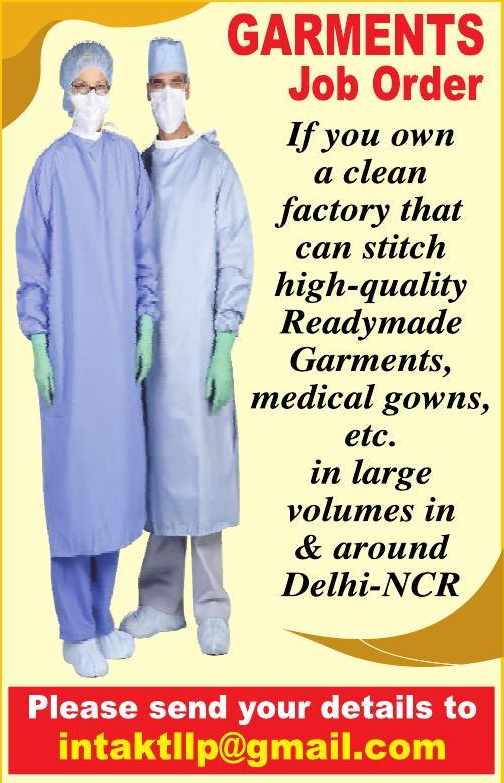 GARMENTS
Job Order
If you own
a clean
factory that
can stitch
high-quality
Readymade
Garments,
medical gowns,
etc.
in large
volumes in
& around
Delhi-NCR
Please send your details to
intaktllp@gmail.com